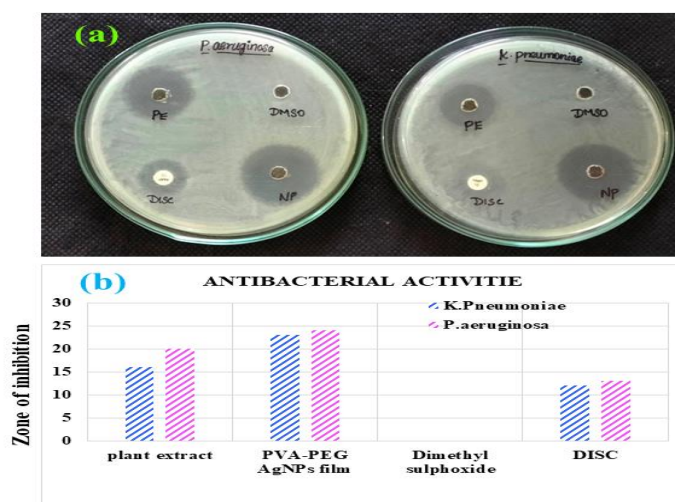 (a)
P. aeruginosa
PE
DMSO
DISC
NP
K. pneumoniae
PE
DMSO
DISC
NP
(b)
ANTIBACTERIAL ACTIVITIE
K.Pneumoniae
P.aeruginosa
Zone of inhibition
30
25
20
15
10
5
0
plant extract
PVA-PEG
AgNPs film
Dimethyl
sulphoxide
DISC